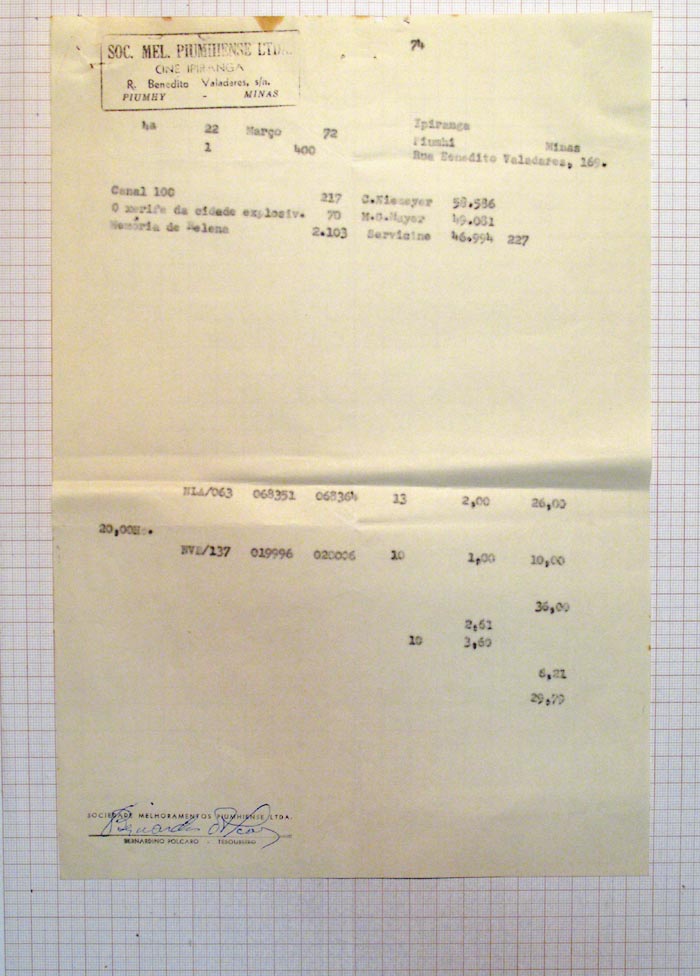 74
SOC. MEL. PIUMHIENSE LTDA.
CINE IPIRANGA
R. Benedito Valadares, s/n.
PIUMHY - MINAS
4a 22 Março 72 Ipiranga
1 400 Piumhi Minas
Rua Benedito Valadares, 169.
Canal 100 217 C.Niemeyer 58.586
O xerife da cidade explosiv. 70 M.G.Mayer 49.081
Memória de Helena 2.103 Servicine 46.994 227
NLA/063 068351 068364 13 2,00 26,00
20,00Hs.
NVE/137 019996 020006 10 1,00 10,00
36,00
2,61
10 3,60
6,21
29,79
SOCIEDADE MELHORAMENTOS PIUMHIENSE LTDA.
BERNARDINO POLCARO - TESOUREIRO